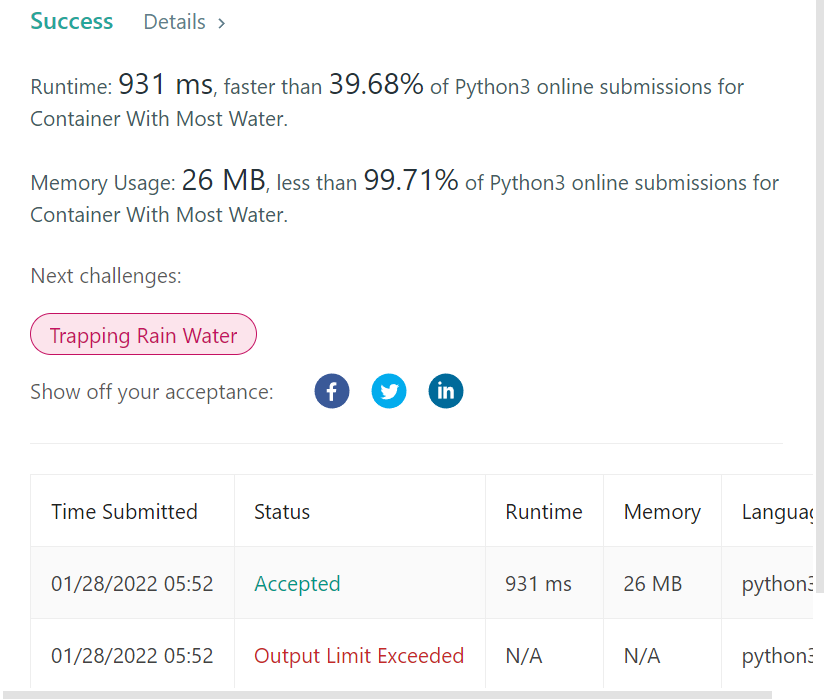 Success Details >
Runtime: 931 ms, faster than 39.68% of Python3 online submissions for
Container With Most Water.
Memory Usage: 26 MB, less than 99.71% of Python3 online submissions for
Container With Most Water.
Next challenges:
Trapping Rain Water
Show off your acceptance: f in
Time Submitted Status Runtime Memory
01/28/2022 05:52 Accepted 931 ms 26 MB python3
01/28/2022 05:52 Output Limit Exceeded N/A N/A python3